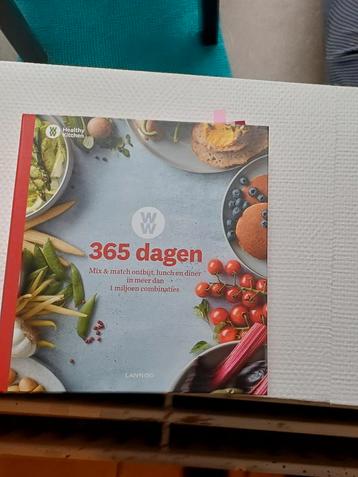 WW
Healthy
Kitchen
WW
365 dagen
Mix & match ontbijt, lunch en diner
in meer dan
1 miljoen combinaties
LANNOO